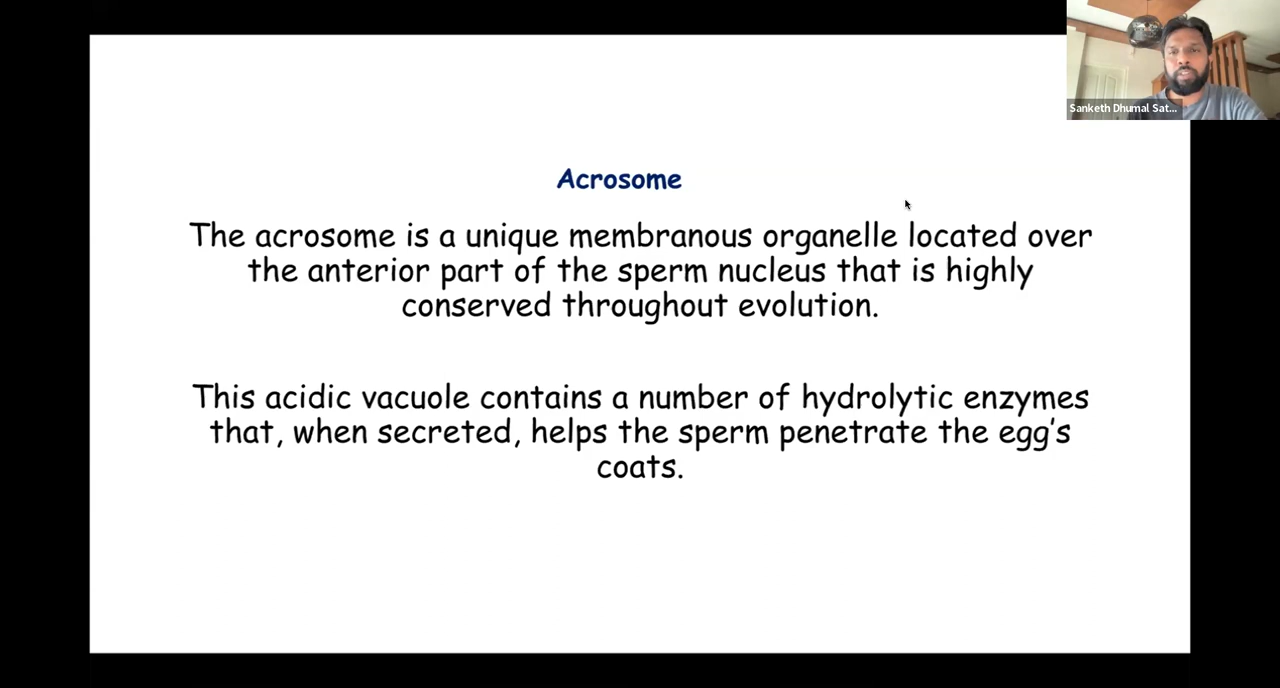 Sanketh Dhumal Sat...
Acrosome
The acrosome is a unique membranous organelle located over
the anterior part of the sperm nucleus that is highly
conserved throughout evolution.
This acidic vacuole contains a number of hydrolytic enzymes
that, when secreted, helps the sperm penetrate the egg's
coats.